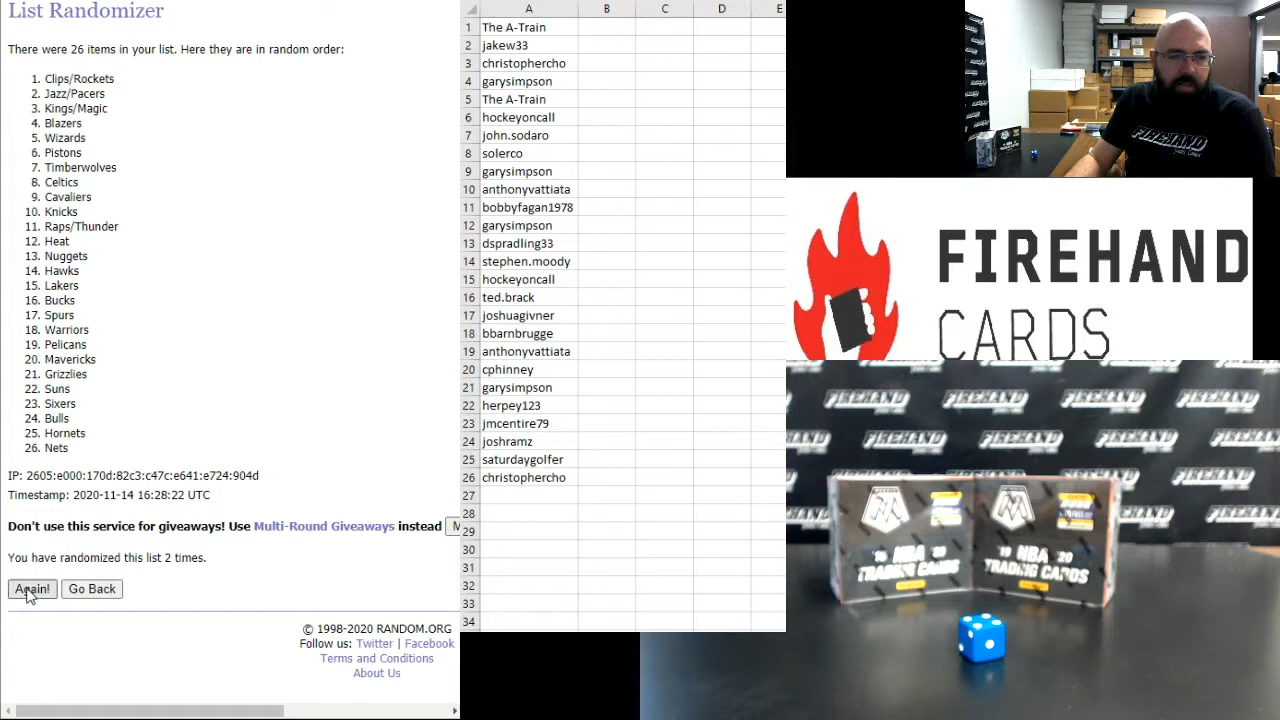 List Randomizer
There were 26 items in your list. Here they are in random order:
1. Clips/Rockets
2. Jazz/Pacers
3. Kings/Magic
4. Blazers
5. Wizards
6. Pistons
7. Timberwolves
8. Celtics
9. Cavaliers
10. Knicks
11. Raps/Thunder
12. Heat
13. Nuggets
14. Hawks
15. Lakers
16. Bucks
17. Spurs
18. Warriors
19. Pelicans
20. Mavericks
21. Grizzlies
22. Suns
23. Sixers
24. Bulls
25. Hornets
26. Nets
IP: 2605:e000:170d:82c3:c47c:e641:e724:904d
Timestamp: 2020-11-14 16:28:22 UTC
Don't use this service for giveaways! Use Multi-Round Giveaways instead
You have randomized this list 2 times.
Again! Go Back
© 1998-2020 RANDOM.ORG
Follow us: Twitter | Facebook
Terms and Conditions
About Us
A B C D E
1 The A-Train
2 jakew33
3 christophercho
4 garysimpson
5 The A-Train
6 hockeyoncall
7 john.sodaro
8 solerco
9 garysimpson
10 anthonyvattiata
11 bobbyfagan1978
12 garysimpson
13 dspradling33
14 stephen.moody
15 hockeyoncall
16 ted.brack
17 joshuagivner
18 bbarnbrugge
19 anthonyvattiata
20 cphinney
21 garysimpson
22 herpey123
23 jmcentire79
24 joshramz
25 saturdaygolfer
26 christophercho
27
28
29
30
31
32
33
34
FIREHAND
FIREHAND
CARDS
FIREHAND FIREHAND FIREHAND
FIREHAND FIREHAND FIREHAND
19 NBA 20
TRADING CARDS
19 NBA 20
TRADING CARDS